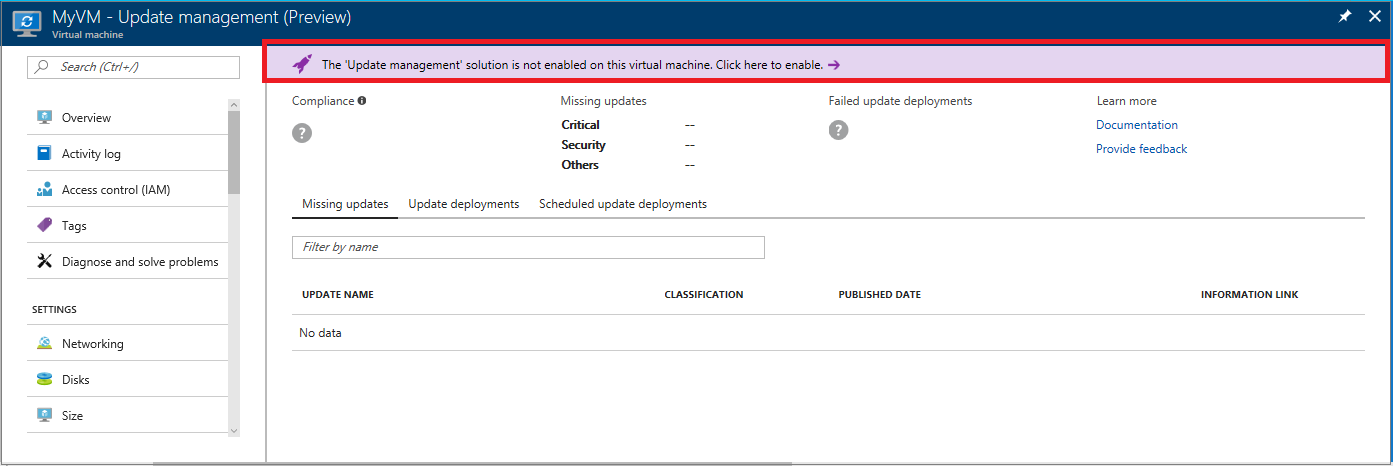 MyVM - Update management (Preview)
Virtual machine
Search (Ctrl+/)
Overview
Activity log
Access control (IAM)
Tags
Diagnose and solve problems
SETTINGS
Networking
Disks
Size
The 'Update management' solution is not enabled on this virtual machine. Click here to enable.
Compliance
Missing updates
Critical --
Security --
Others --
Failed update deployments
Learn more
Documentation
Provide feedback
Missing updates Update deployments Scheduled update deployments
Filter by name
UPDATE NAME CLASSIFICATION PUBLISHED DATE INFORMATION LINK
No data